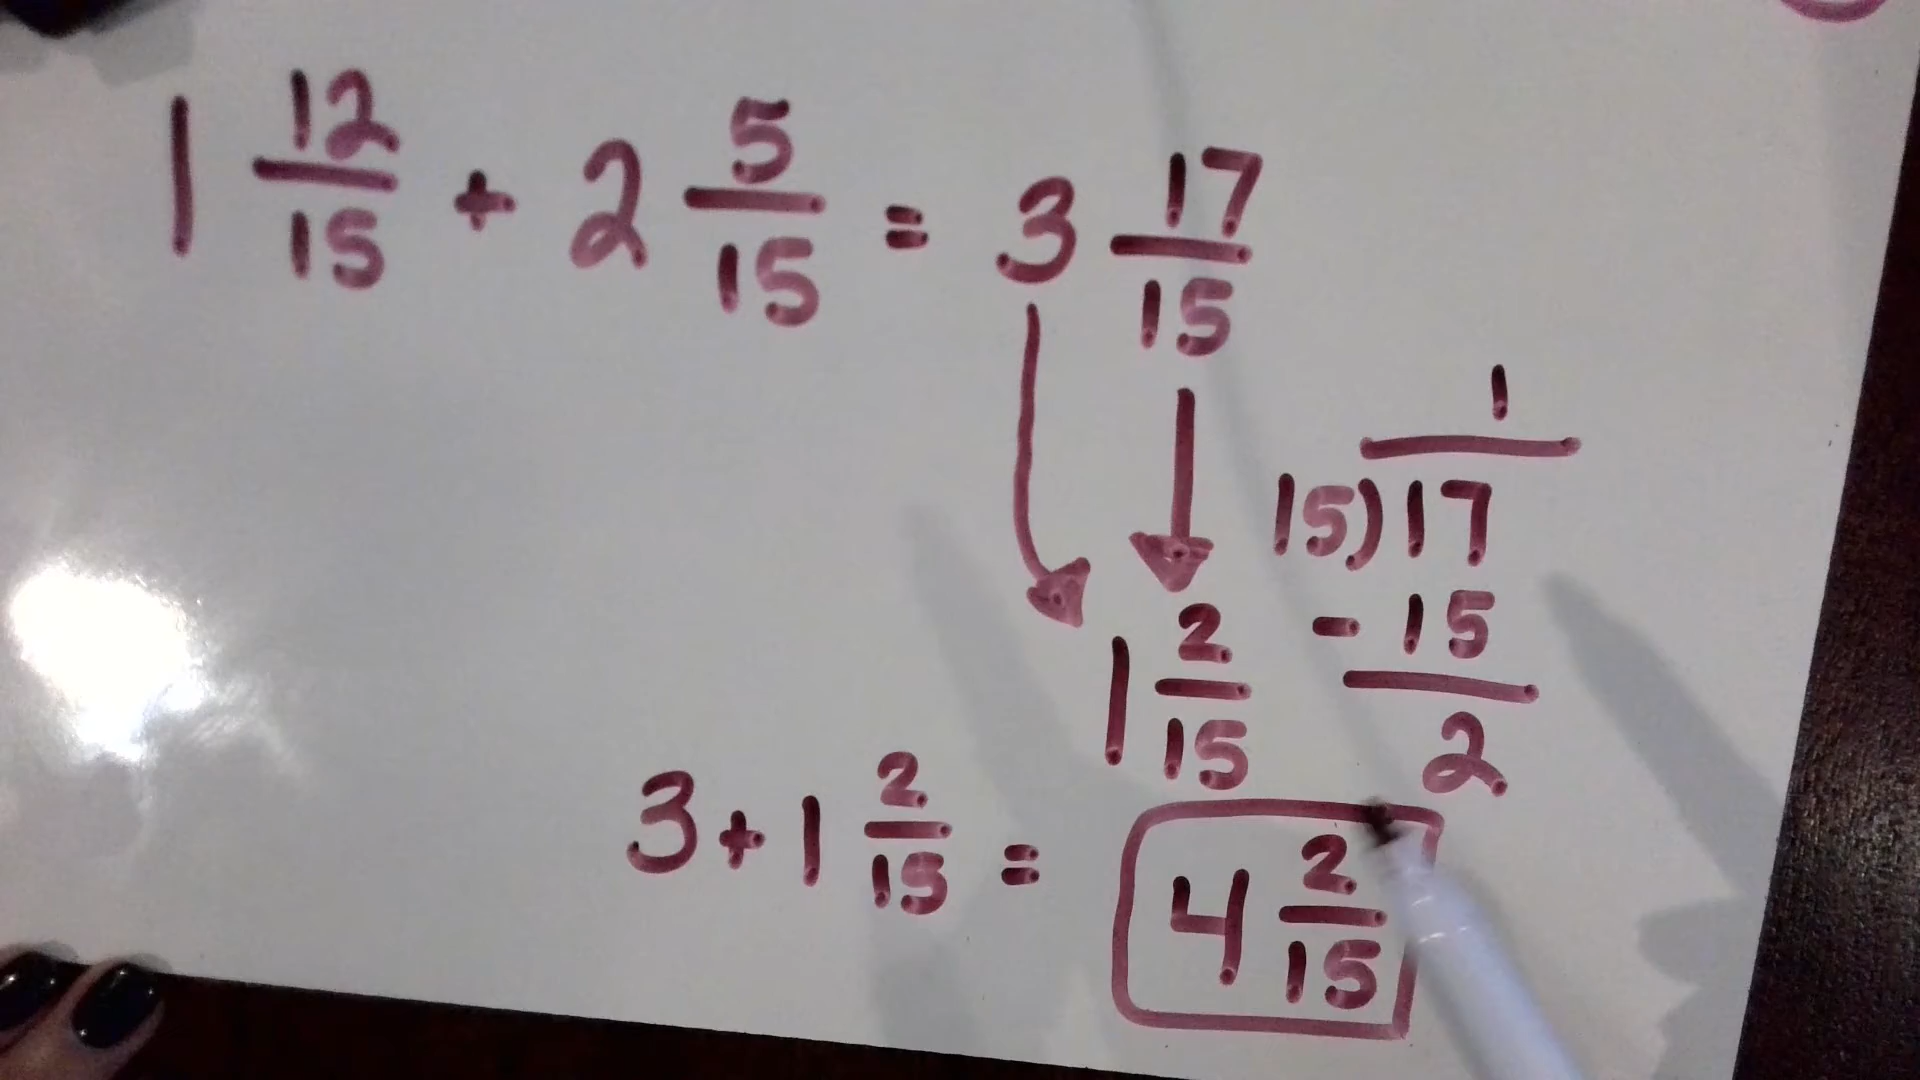 1 12/15 + 2 5/15 = 3 17/15
1
15)17
- 15
2
1 2/15
3 + 1 2/15 = 4 2/15